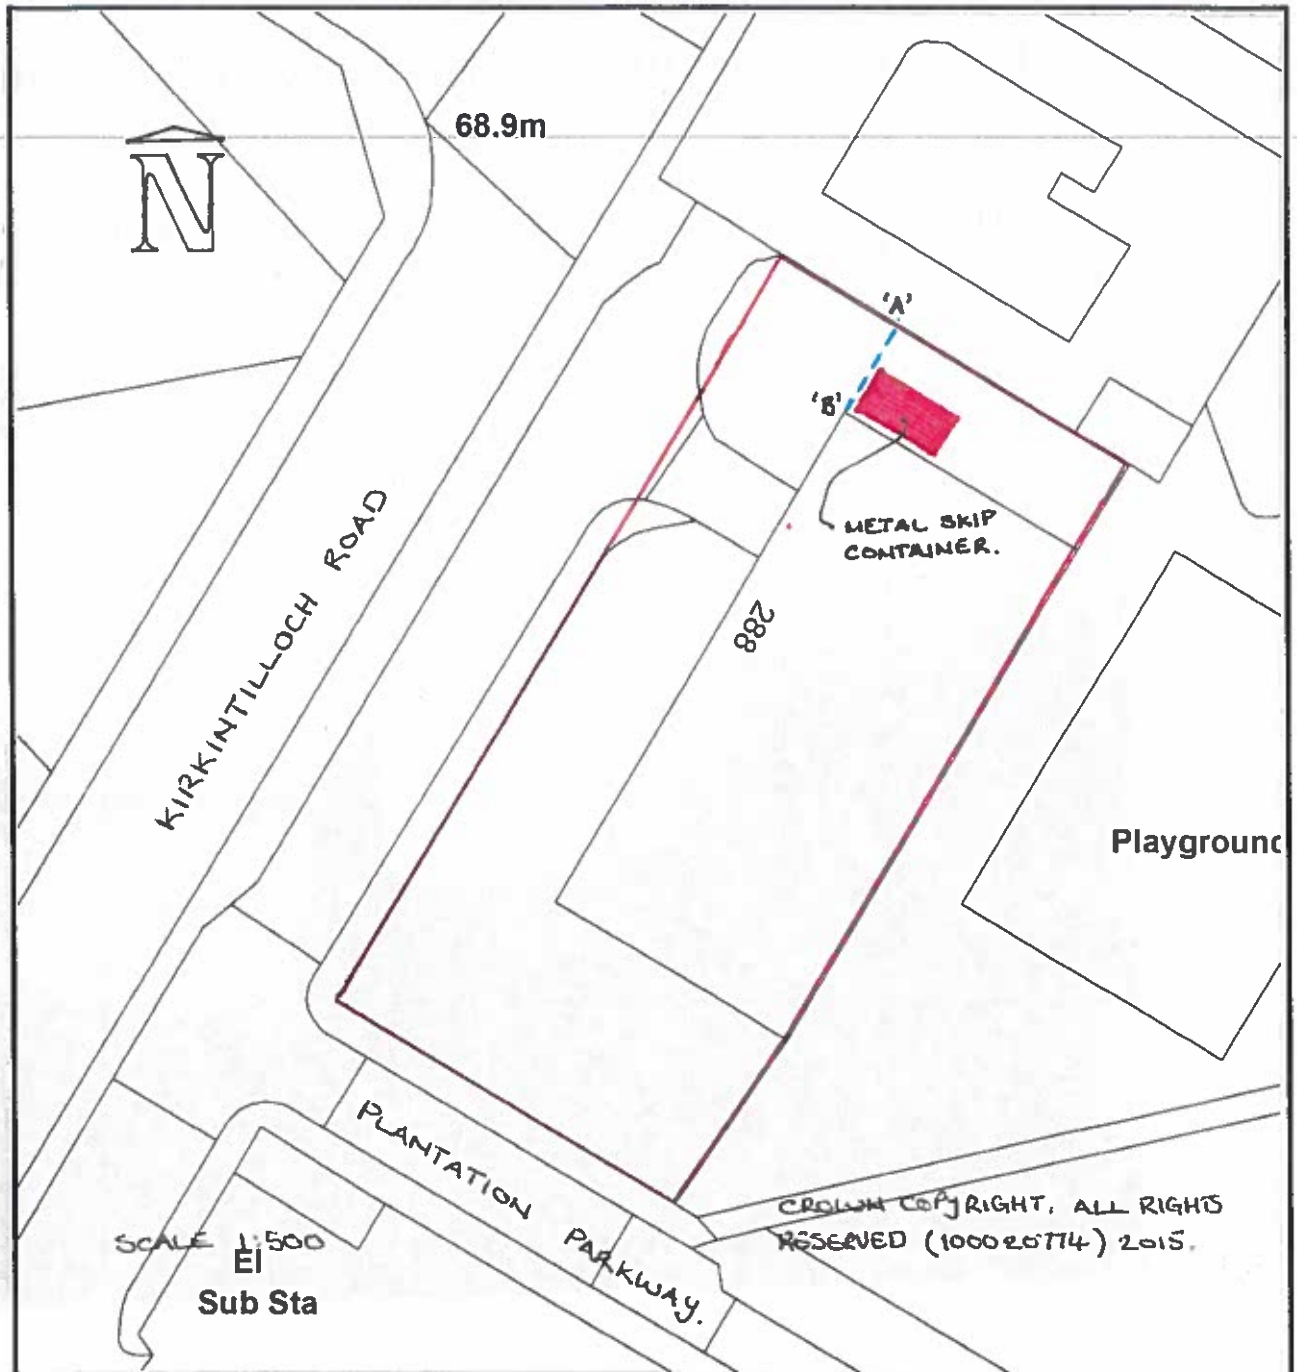 68.9m
N
'A'
'B'
METAL SKIP
CONTAINER.
288
KIRKINTILLOCH ROAD
Playground
PLANTATION PARKWAY.
CROWN COPYRIGHT. ALL RIGHTS
RESERVED (100020774) 2015.
SCALE 1:500
El
Sub Sta